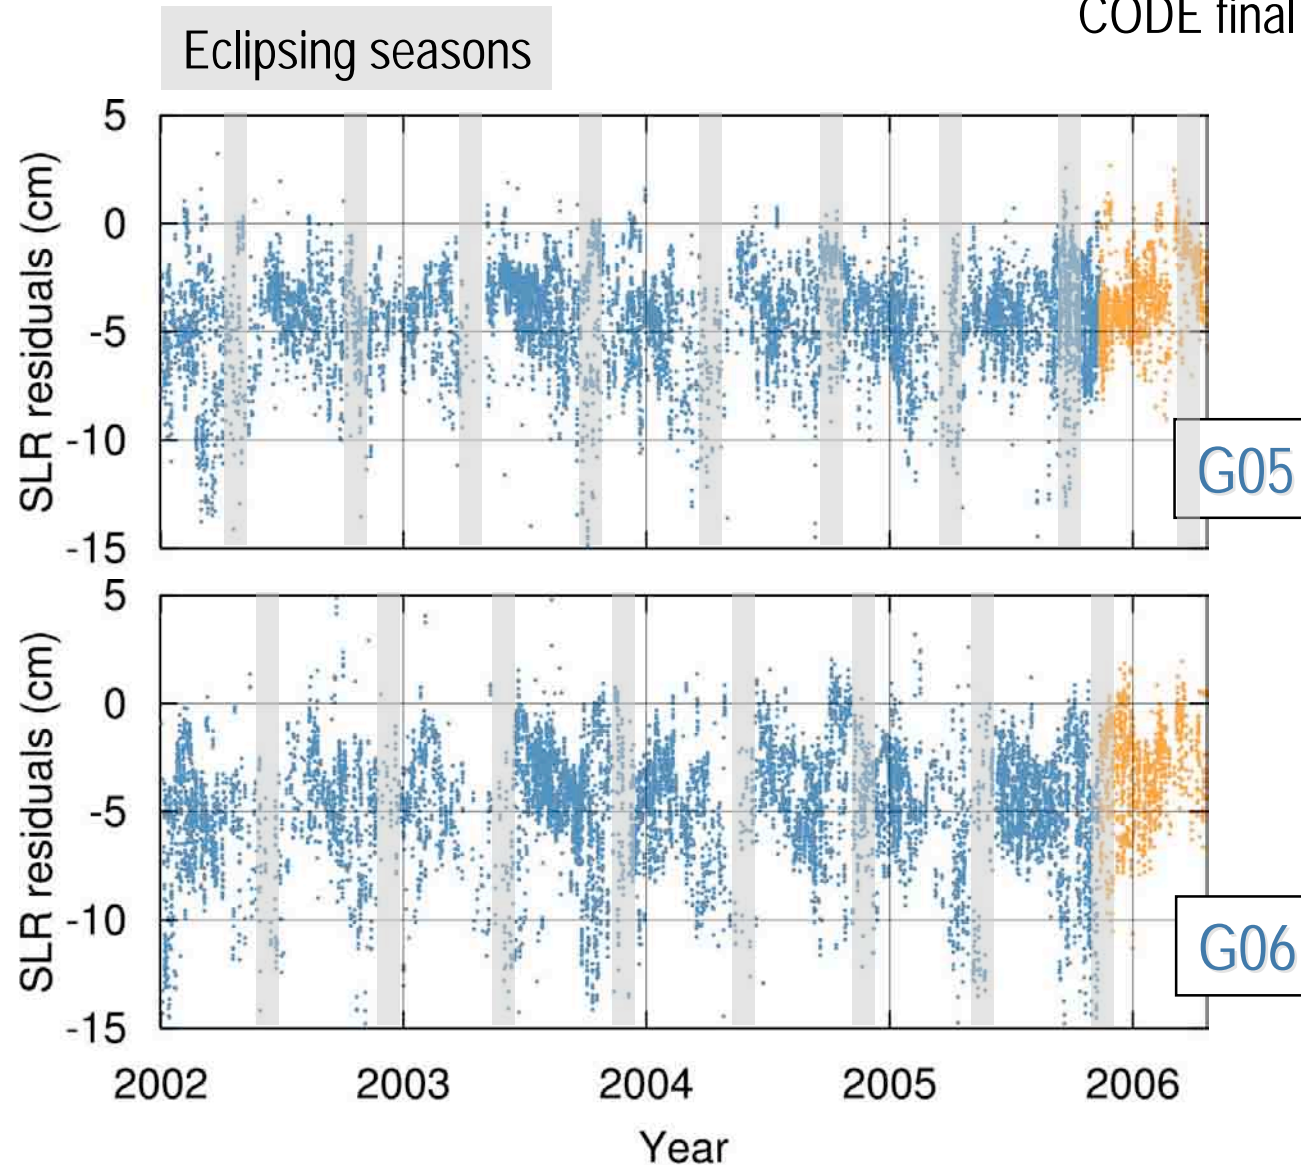 CODE final
Eclipsing seasons
5
0
-5
-10
-15
SLR residuals (cm)
G05
5
0
-5
-10
-15
SLR residuals (cm)
G06
2002 2003 2004 2005 2006
Year